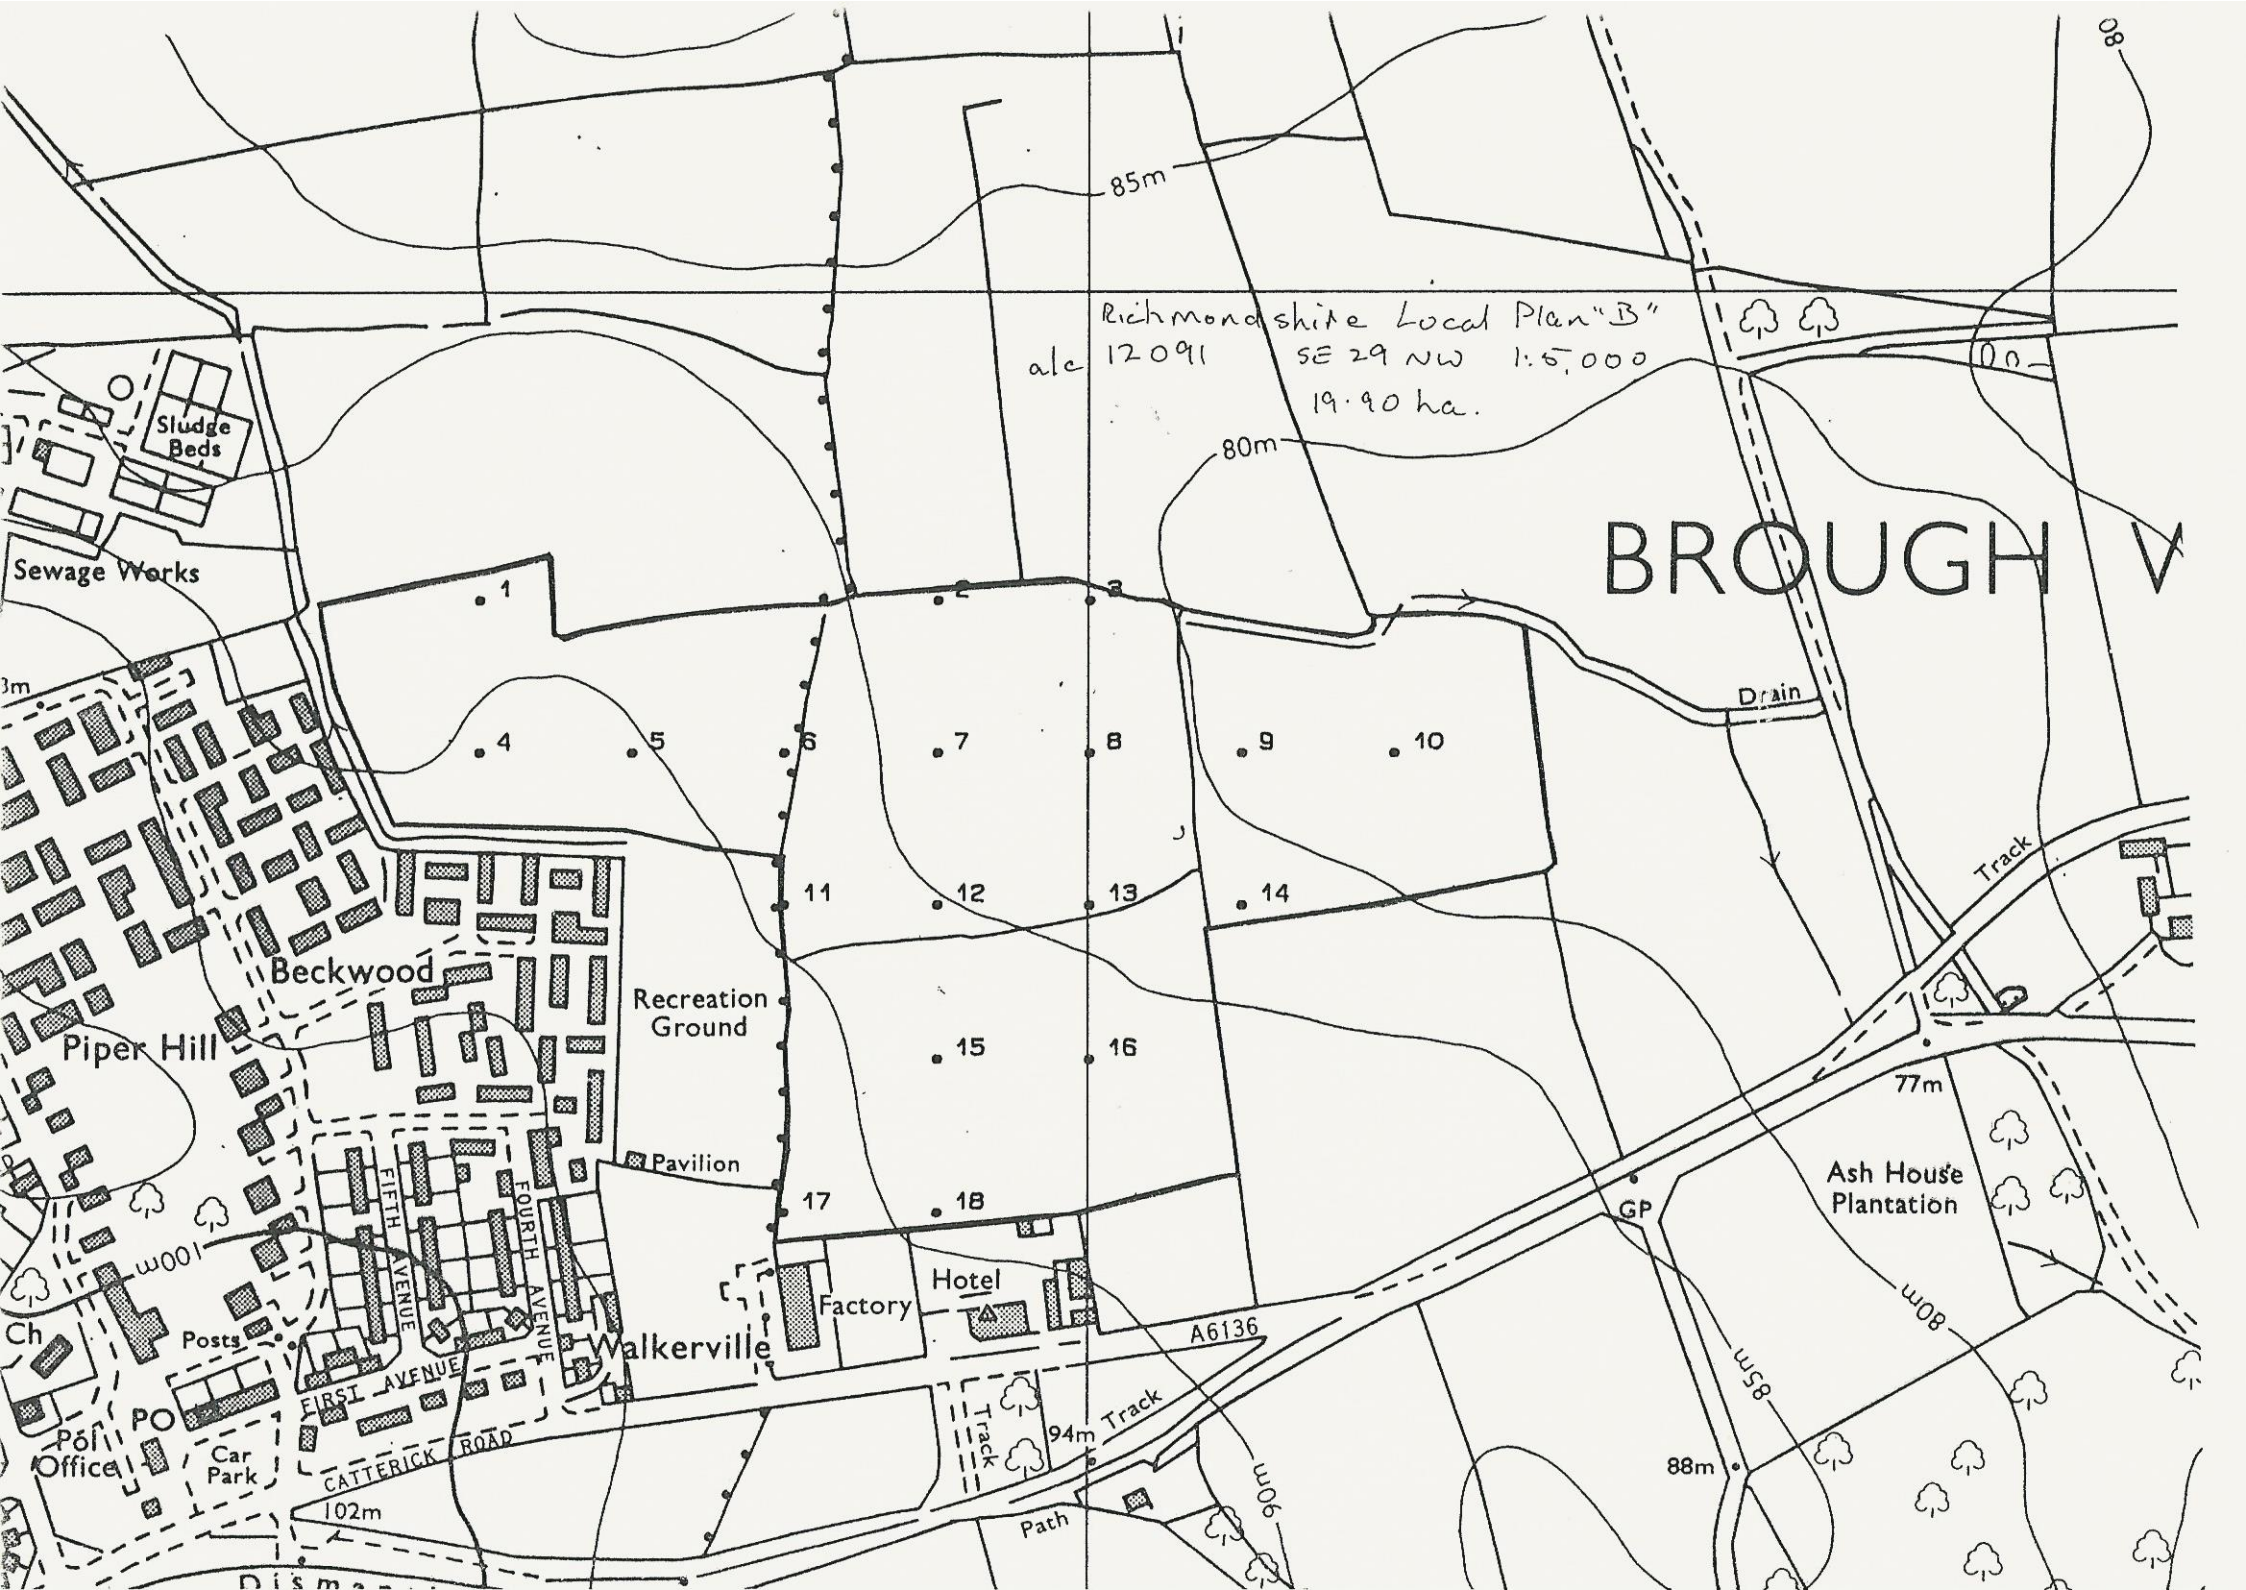 80
85m
Richmondshire Local Plan "B"
a/c 12091 SE 29 NW 1:5,000
19.90 ha.
80m
Sludge
Beds
BROUGH
Sewage Works
1
2
3
3m
Drain
4
5
6
7
8
9
10
Track
11
12
13
14
Beckwood
Recreation
Ground
Piper Hill
15
16
77m
Pavilion
Ash House
Plantation
17
18
GP
FIFTH AVENUE
FOURTH AVENUE
100m
Hotel
Factory
80m
Ch
Posts
Walkerville
A6136
85m
FIRST AVENUE
PO
Pol
Office
Car
Park
CATTERICK ROAD
Track
94m
Track
88m
90m
102m
Path